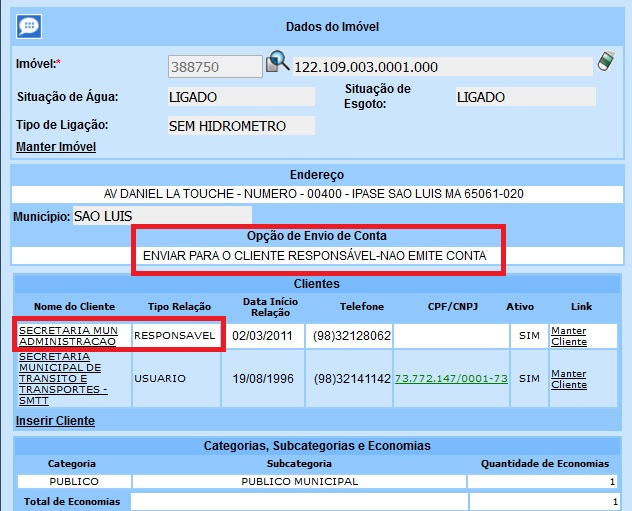 Dados do Imóvel
Imóvel:* 388750 122.109.003.0001.000
Situação de Água: LIGADO Situação de Esgoto: LIGADO
Tipo de Ligação: SEM HIDROMETRO
Manter Imóvel
Endereço
AV DANIEL LA TOUCHE - NUMERO - 00400 - IPASE SAO LUIS MA 65061-020
Município: SAO LUIS
Opção de Envio de Conta
ENVIAR PARA O CLIENTE RESPONSÁVEL-NAO EMITE CONTA
Clientes
Nome do Cliente Tipo Relação Data Início Relação Telefone CPF/CNPJ Ativo Link
SECRETARIA MUN ADMINISTRACAO RESPONSAVEL 02/03/2011 (98)32128062 SIM Manter Cliente
SECRETARIA MUNICIPAL DE TRANSITO E TRANSPORTES - SMTT USUARIO 19/08/1996 (98)32141142 73.772.147/0001-73 SIM Manter Cliente
Inserir Cliente
Categorias, Subcategorias e Economias
Categoria Subcategoria Quantidade de Economias
PUBLICO PUBLICO MUNICIPAL 1
Total de Economias 1